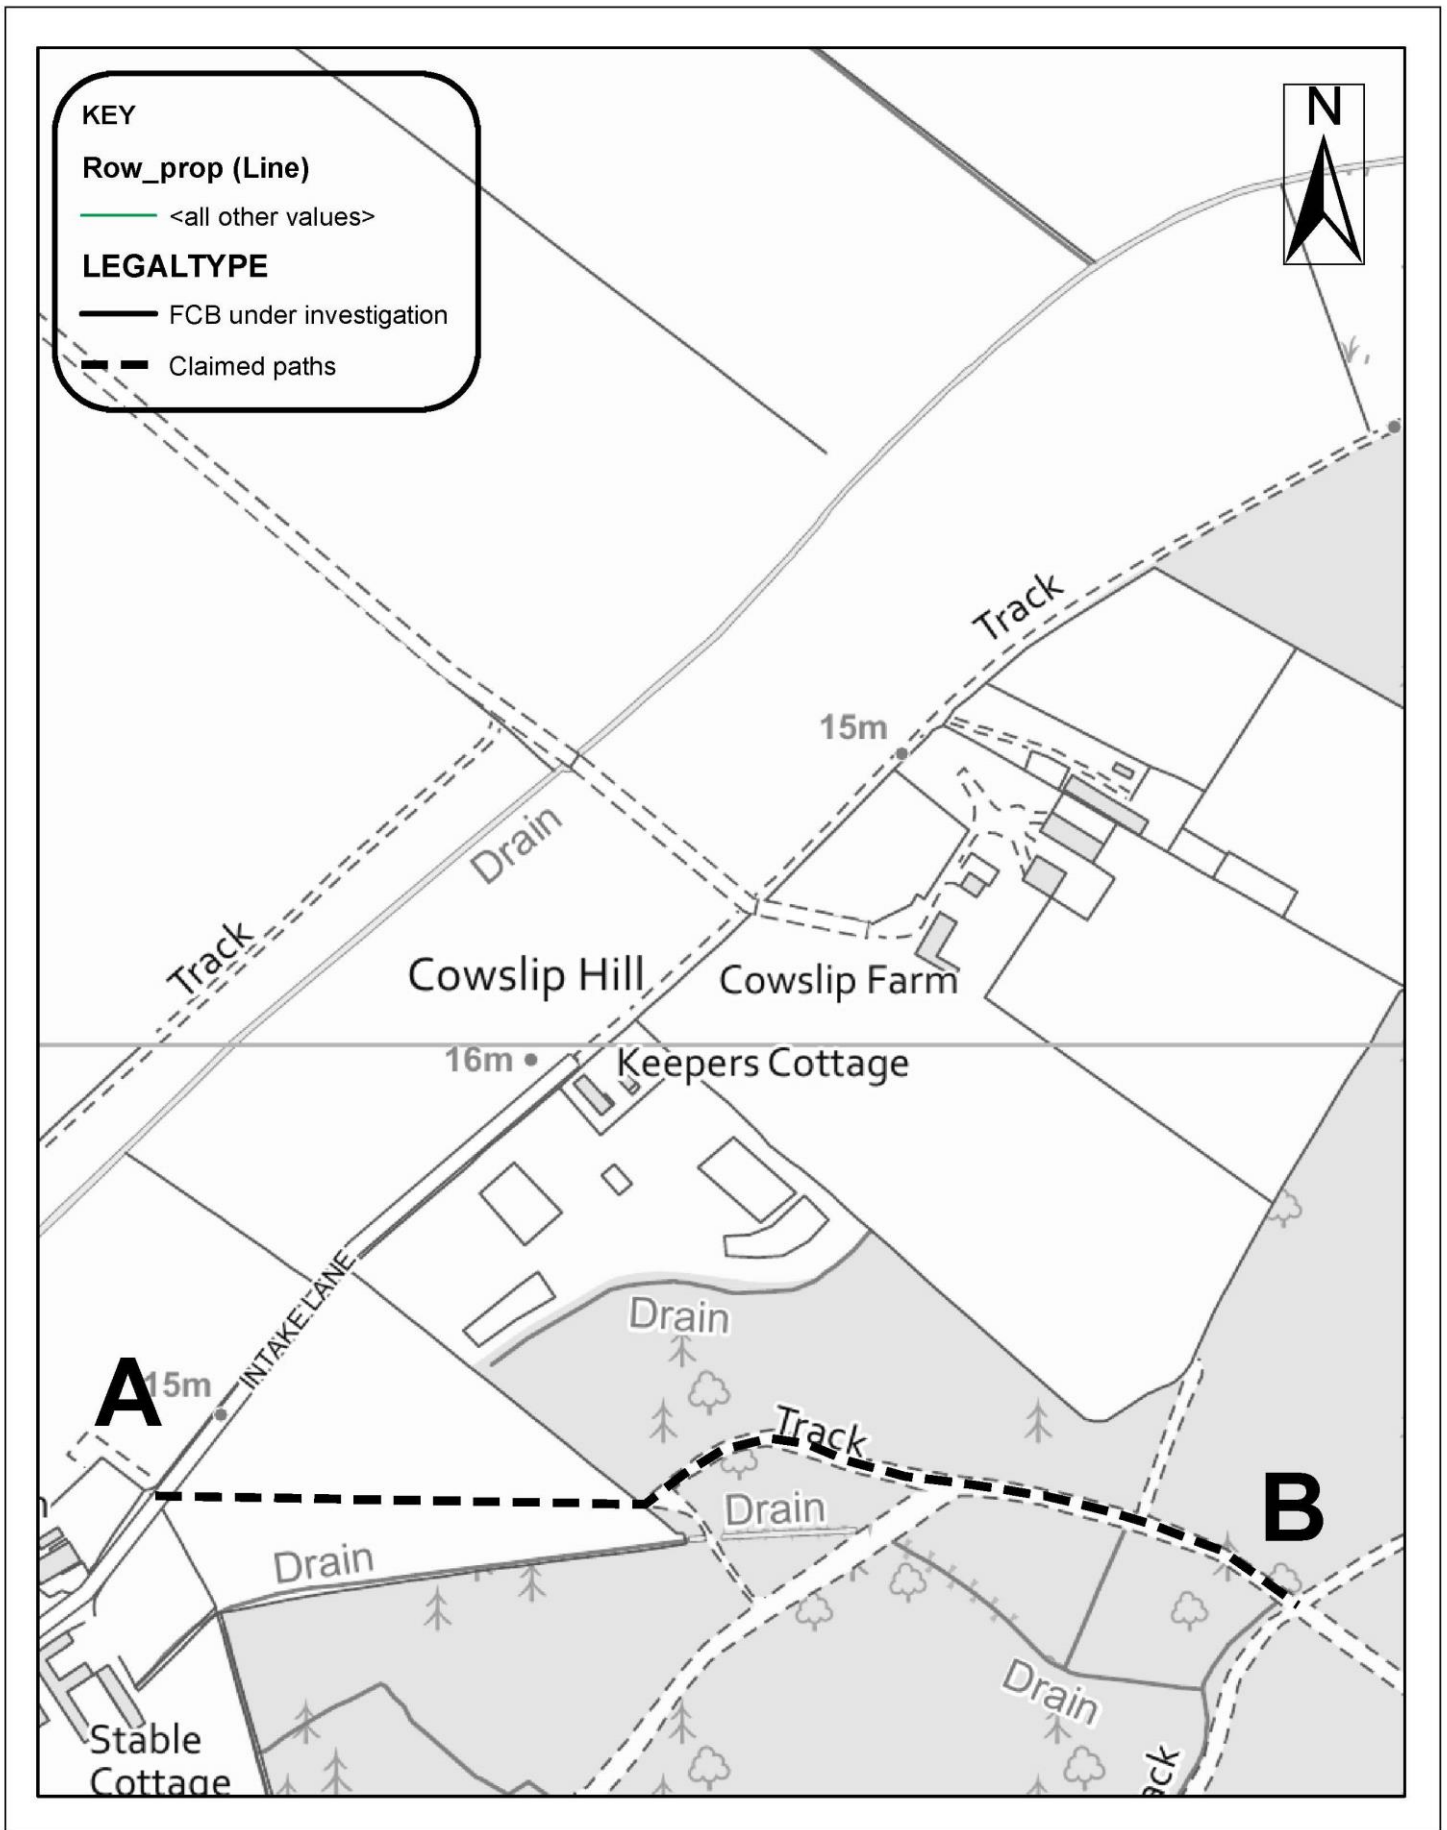 KEY
Row_prop (Line)
<all other values>
LEGALTYPE
FCB under investigation
Claimed paths
N
Track
15m
Drain
Track
Cowslip Hill
Cowslip Farm
16m
Keepers Cottage
INTAKE LANE
Drain
A
15m
Track
B
Drain
Drain
Drain
Stable
Cottage
ack